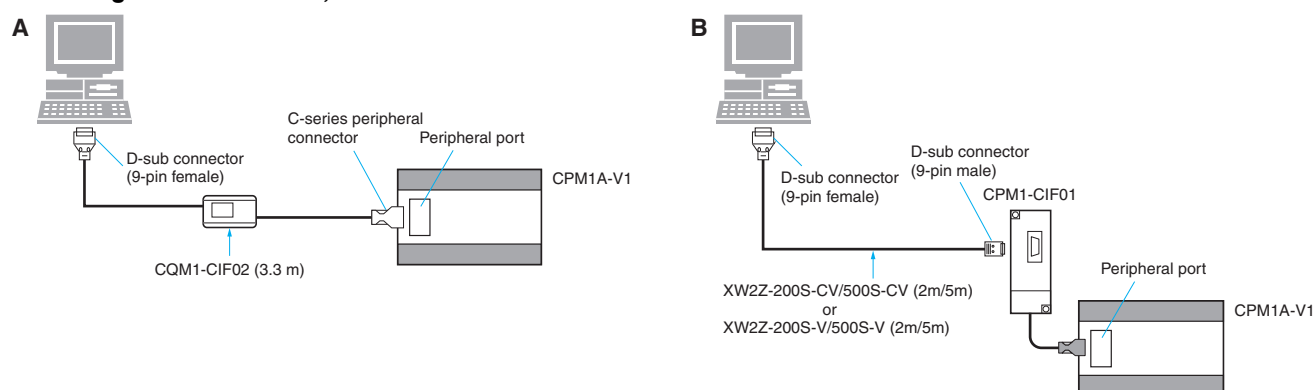 A
C-series peripheral
connector
Peripheral port
D-sub connector
(9-pin female)
CPM1A-V1
CQM1-CIF02 (3.3 m)
B
D-sub connector
(9-pin male)
D-sub connector
(9-pin female)
CPM1-CIF01
Peripheral port
XW2Z-200S-CV/500S-CV (2m/5m)
or
XW2Z-200S-V/500S-V (2m/5m)
CPM1A-V1